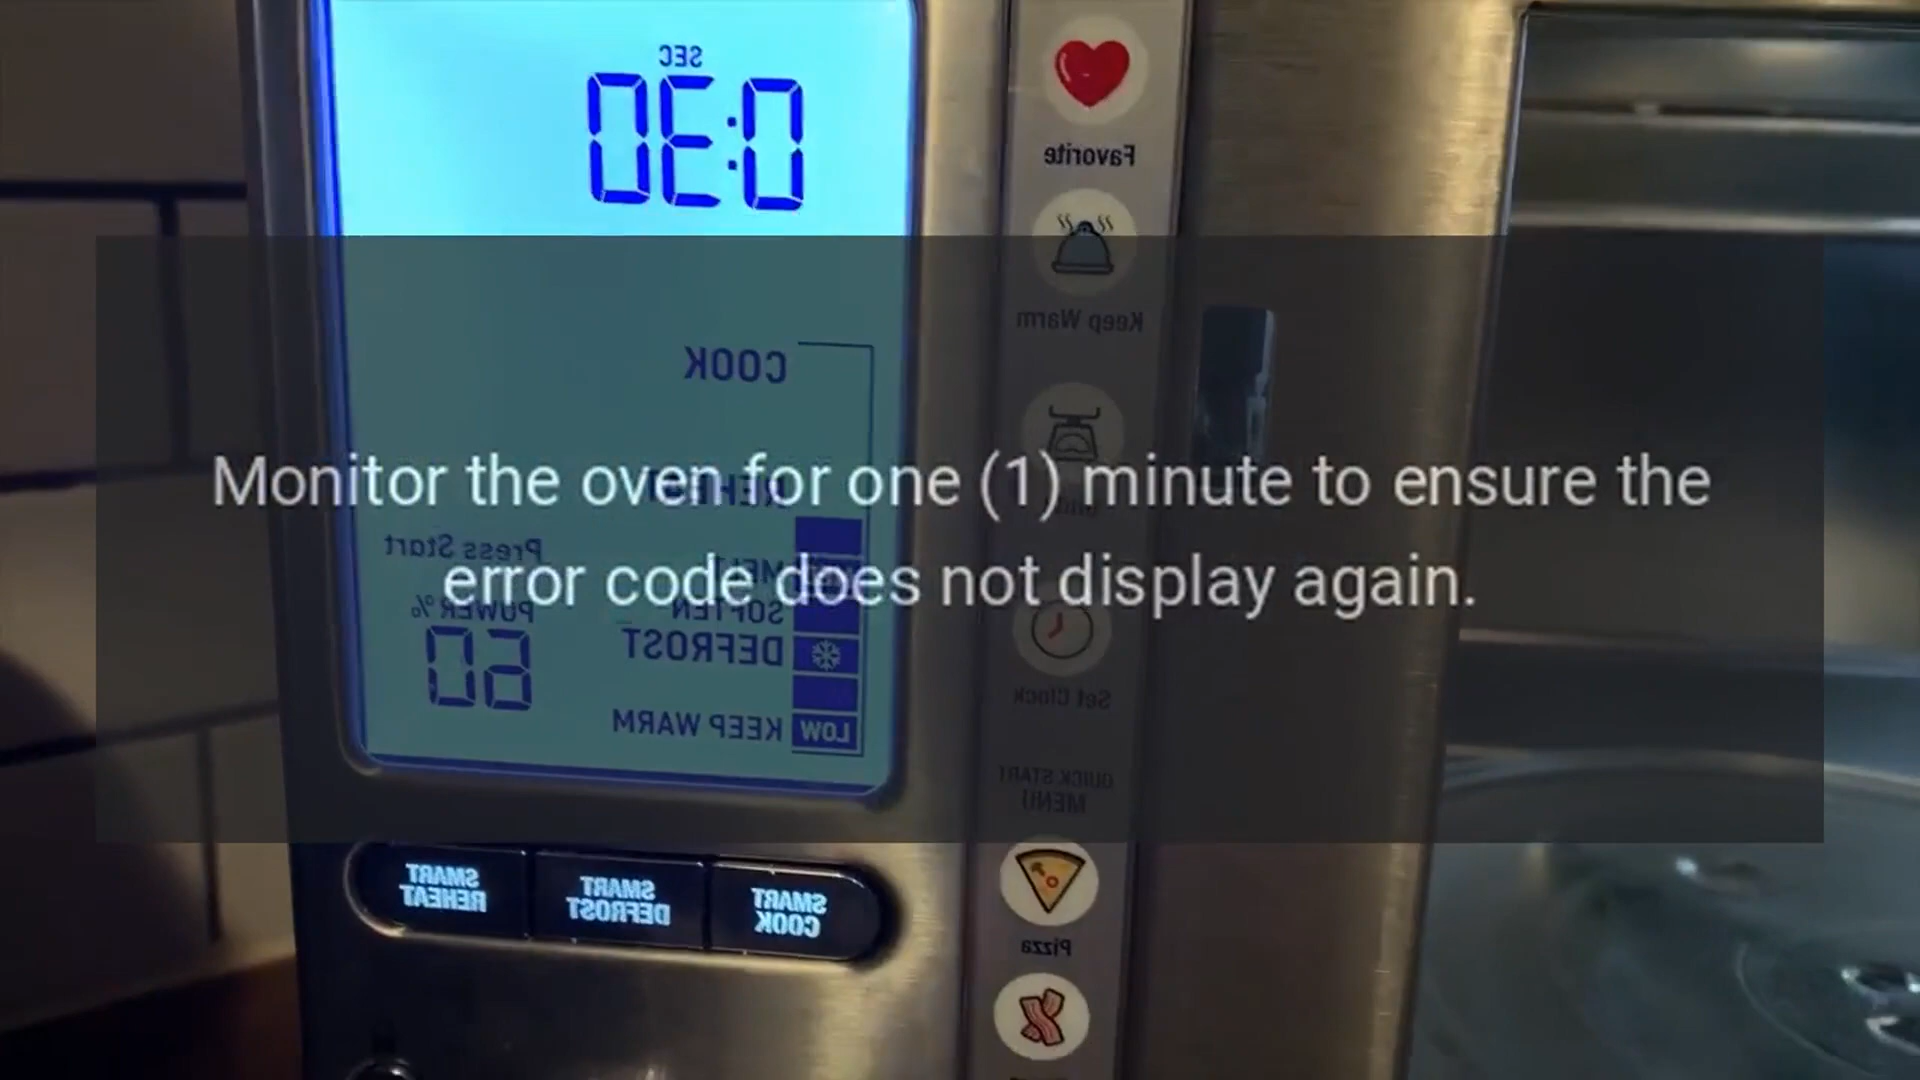 SEC
0:30
Favorite
Keep Warm
COOK
Monitor the oven for one (1) minute to ensure the
error code does not display again.
Press Start
SOFTEN
POWER%
DEFROST
60
Set Clock
KEEP WARM
LOW
QUICK START
MENU
SMART
REHEAT
SMART
DEFROST
SMART
COOK
Pizza